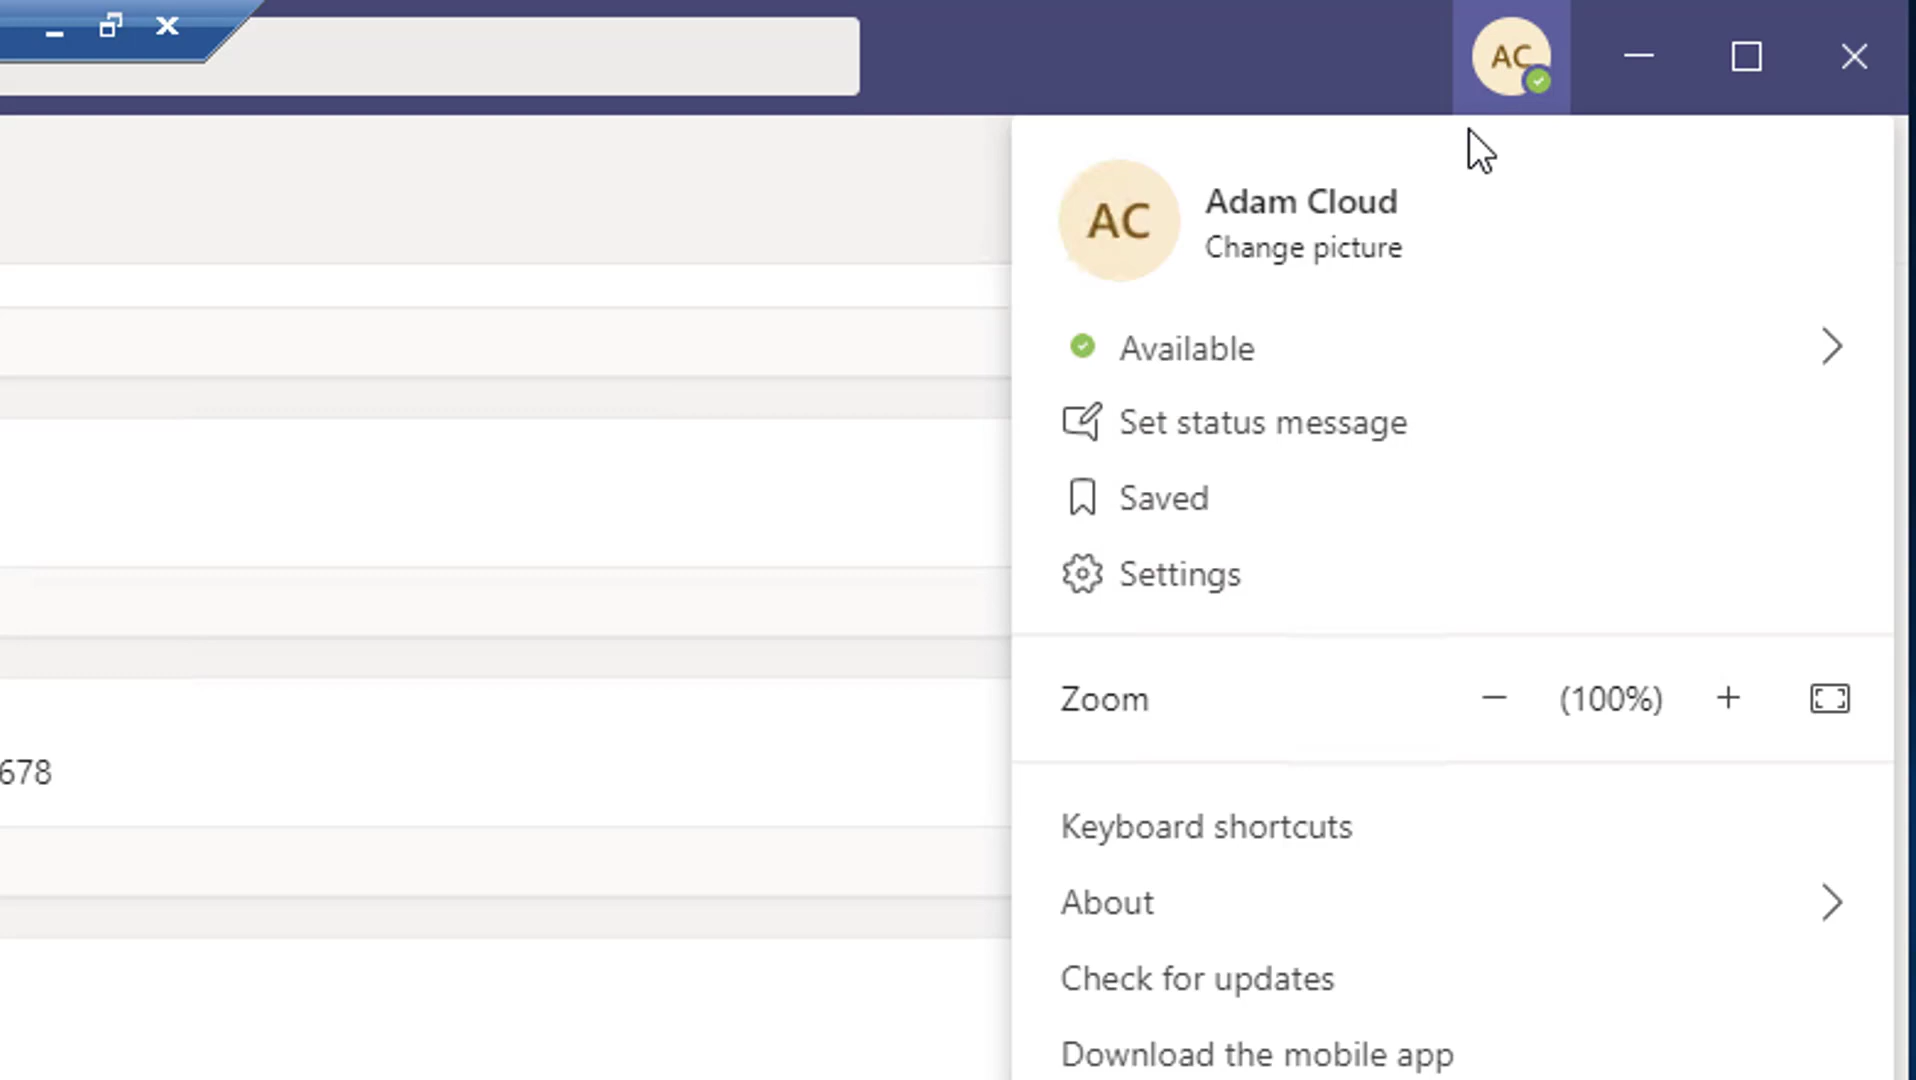 AC
AC
Adam Cloud
Change picture
Available
Set status message
Saved
Settings
Zoom
(100%)
678
Keyboard shortcuts
About
Check for updates
Download the mobile app